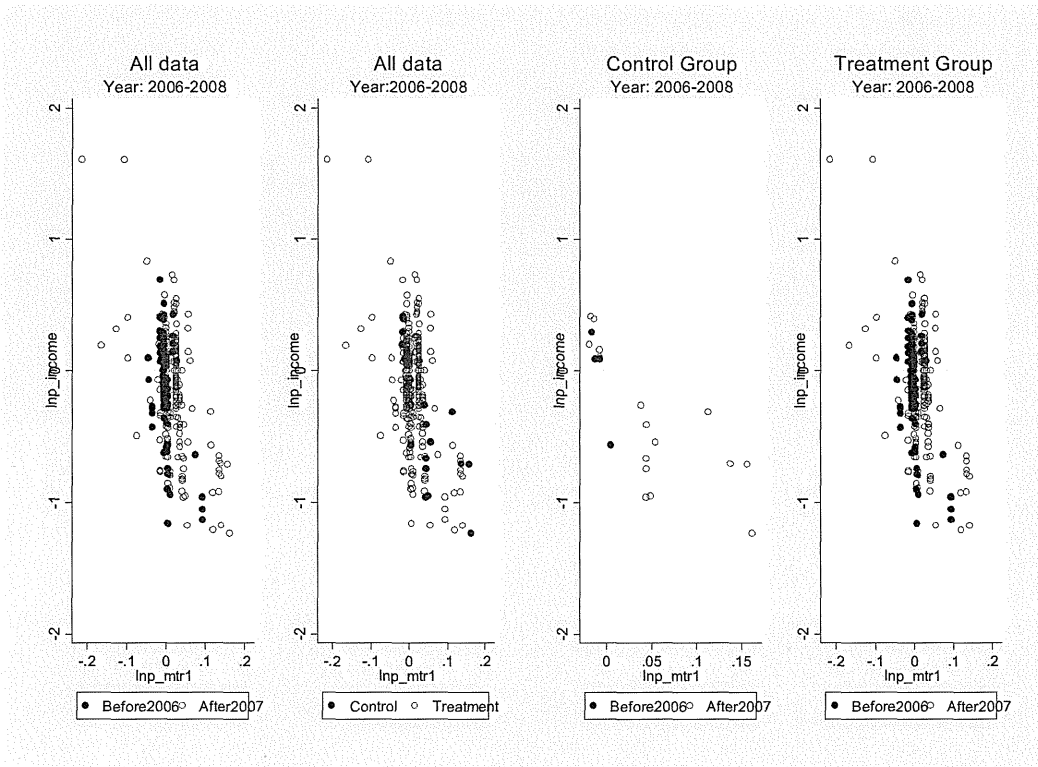 All data
Year: 2006-2008
2
1
0
-1
-2
lnp_income
-.2 -.1 0 .1 .2
lnp_mtr1
Before2006 After2007
All data
Year:2006-2008
2
1
0
-1
-2
lnp_income
-.2 -.1 0 .1 .2
lnp_mtr1
Control Treatment
Control Group
Year: 2006-2008
2
1
0
-1
-2
lnp_income
0 .05 .1 .15
lnp_mtr1
Before2006 After2007
Treatment Group
Year: 2006-2008
2
1
0
-1
-2
lnp_income
-.2 -.1 0 .1 .2
lnp_mtr1
Before2006 After2007